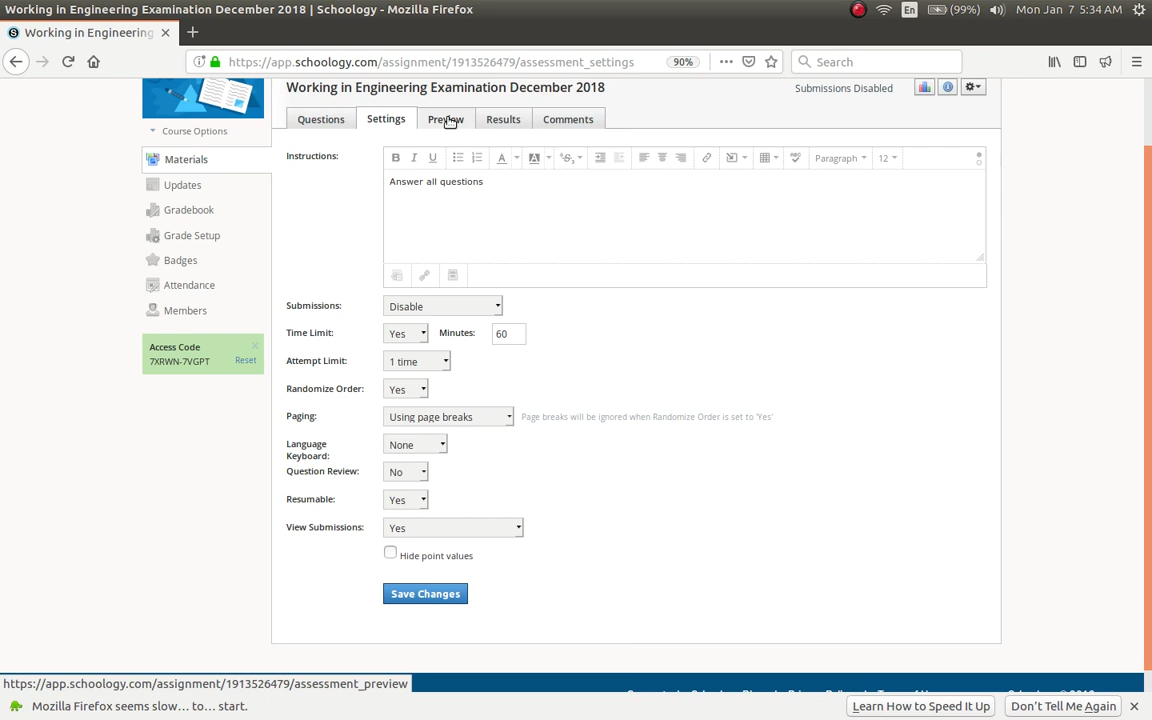 Working in Engineering Examination December 2018 | Schoology - Mozilla Firefox
En (99%) Mon Jan 7 5:34 AM
Working in Engineering
https://app.schoology.com/assignment/1913526479/assessment_settings 90% Search
Working in Engineering Examination December 2018
Submissions Disabled
Course Options
Questions Settings Preview Results Comments
Materials
Updates
Gradebook
Grade Setup
Badges
Attendance
Members
Access Code
7XRWN-7VGPT Reset
Instructions:
B I U A A Paragraph 12
Answer all questions
Submissions: Disable
Time Limit: Yes Minutes: 60
Attempt Limit: 1 time
Randomize Order: Yes
Paging: Using page breaks Page breaks will be ignored when Randomize Order is set to 'Yes'
Language Keyboard: None
Question Review: No
Resumable: Yes
View Submissions: Yes
Hide point values
Save Changes
https://app.schoology.com/assignment/1913526479/assessment_preview
Mozilla Firefox seems slow... to... start. Learn How to Speed It Up Don't Tell Me Again